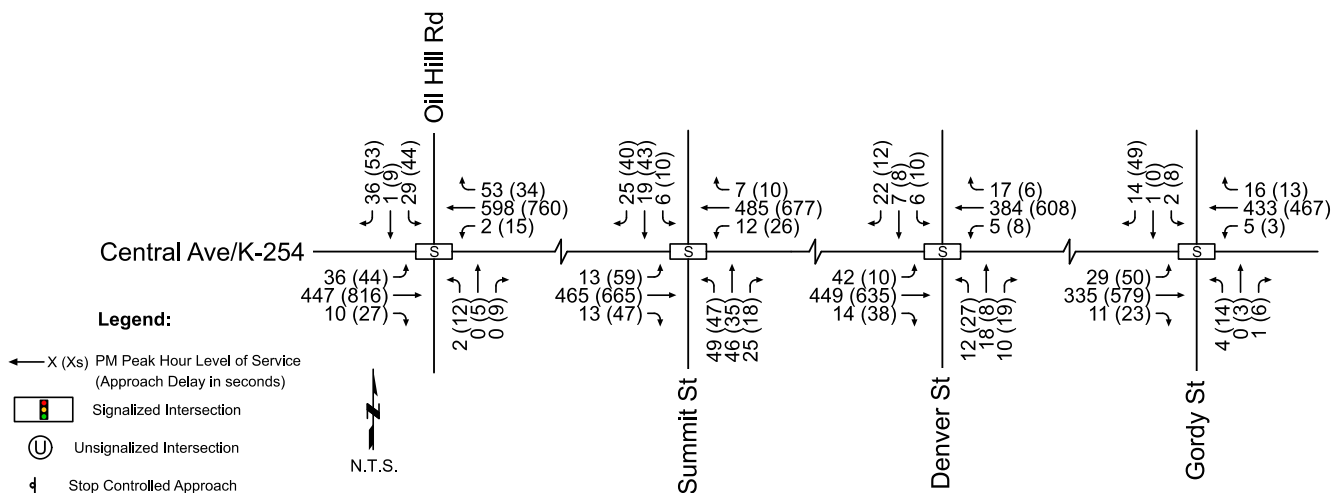 Oil Hill Rd
36 (53)
1 (9)
29 (44)
53 (34)
598 (760)
2 (15)
25 (40)
19 (43)
6 (10)
7 (10)
485 (677)
12 (26)
22 (12)
7 (8)
6 (10)
17 (6)
384 (608)
5 (8)
14 (49)
1 (0)
2 (8)
16 (13)
433 (467)
5 (3)
Central Ave/K-254
S
S
S
S
36 (44)
447 (816)
10 (27)
2 (12)
0 (5)
0 (9)
13 (59)
465 (665)
13 (47)
49 (47)
46 (35)
25 (18)
42 (10)
449 (635)
14 (38)
12 (27)
18 (8)
10 (19)
29 (50)
335 (579)
11 (23)
4 (14)
0 (3)
1 (6)
Summit St
Denver St
Gordy St
Legend:
X (Xs) PM Peak Hour Level of Service
(Approach Delay in seconds)
Signalized Intersection
U Unsignalized Intersection
Stop Controlled Approach
N
N.T.S.